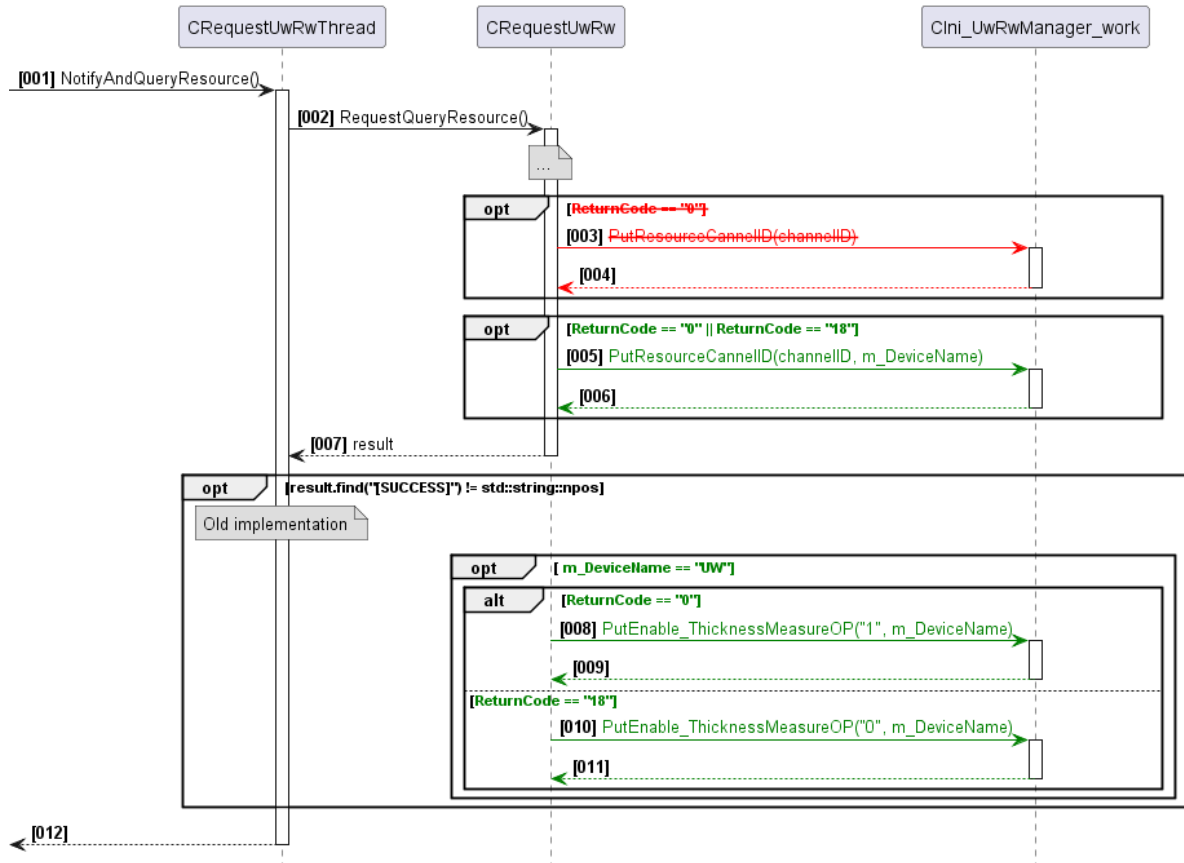 CRequestUwRwThread
CRequestUwRw
CIni_UwRwManager_work
[001] NotifyAndQueryResource()
[002] RequestQueryResource()
...
opt [ReturnCode == "0"]
[003] PutResourceCannelID(channelID)
[004]
opt [ReturnCode == "0" || ReturnCode == "18"]
[005] PutResourceCannelID(channelID, m_DeviceName)
[006]
[007] result
opt [result.find("[SUCCESS]") != std::string::npos]
Old implementation
opt [ m_DeviceName == "UW"]
alt [ReturnCode == "0"]
[008] PutEnable_ThicknessMeasureOP("1", m_DeviceName)
[009]
[ReturnCode == "18"]
[010] PutEnable_ThicknessMeasureOP("0", m_DeviceName)
[011]
[012]